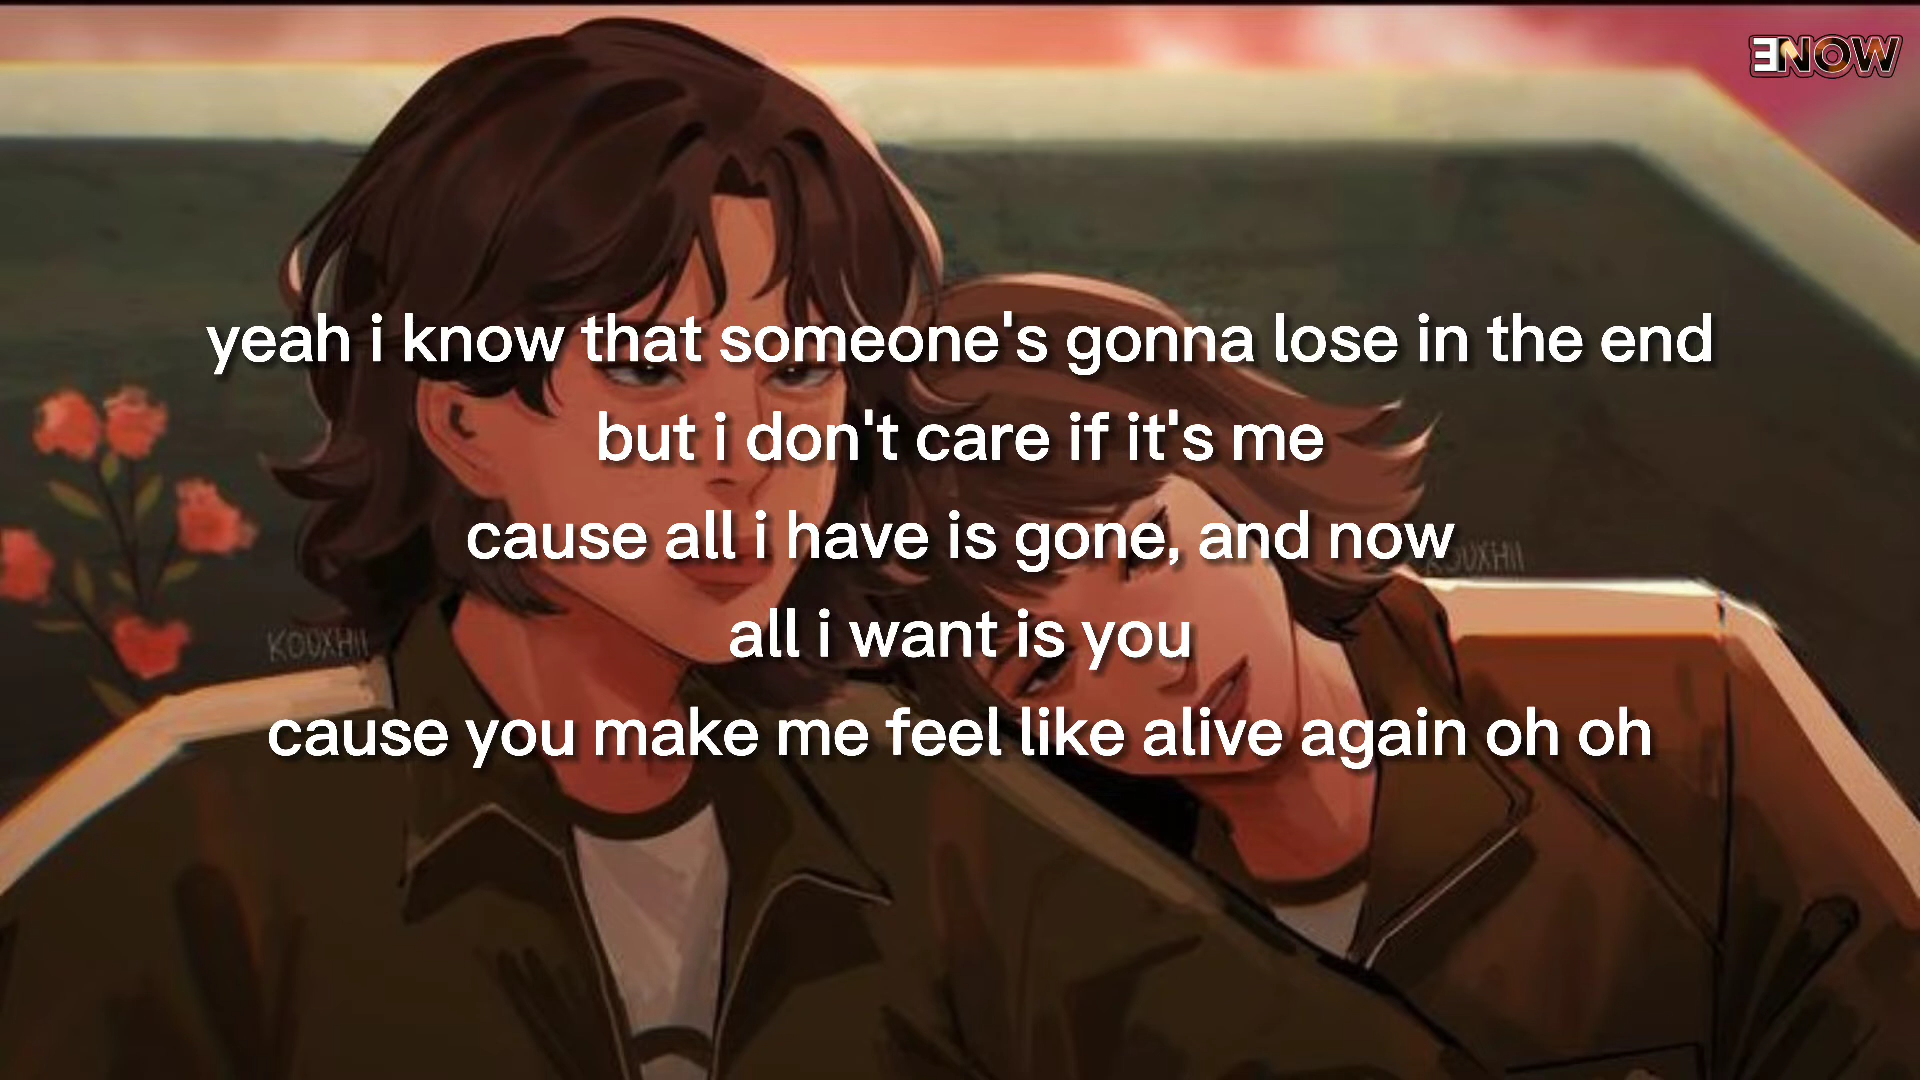 ENOW
yeah i know that someone's gonna lose in the end
but i don't care if it's me
cause all i have is gone, and now
KOUXHII
all i want is you
KOUXHII
cause you make me feel like alive again oh oh